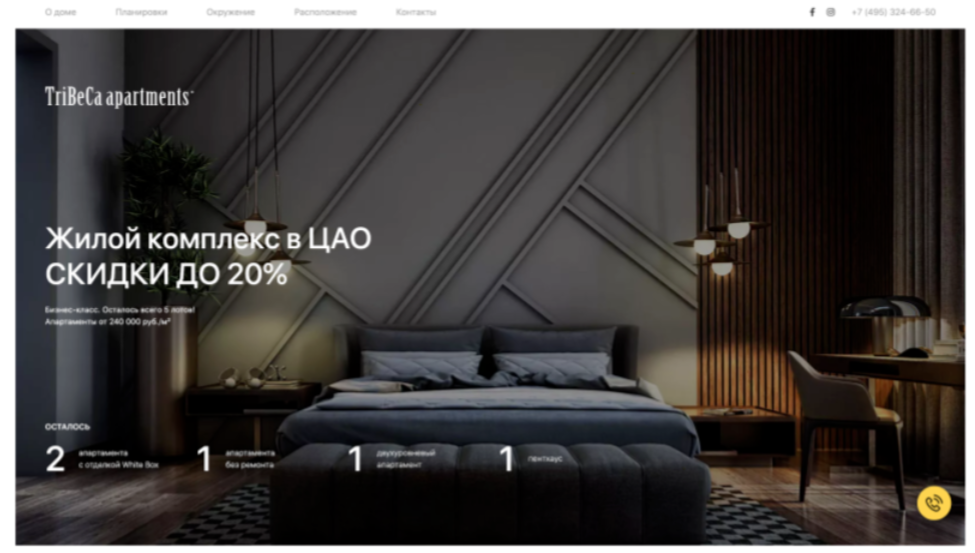 О доме
Планировки
Окружение
Расположение
Контакты
+7 (495) 324-66-50
TriBeCa apartments
Жилой комплекс в ЦАО
СКИДКИ ДО 20%
Бизнес-класс. Осталось всего 5 лотов!
Апартаменты от 240 000 руб./м²
ОСТАЛОСЬ
2 апартамента
с отделкой White Box
1 апартамента
без ремонта
1 двухуровневый
апартамент
1 пентхаус